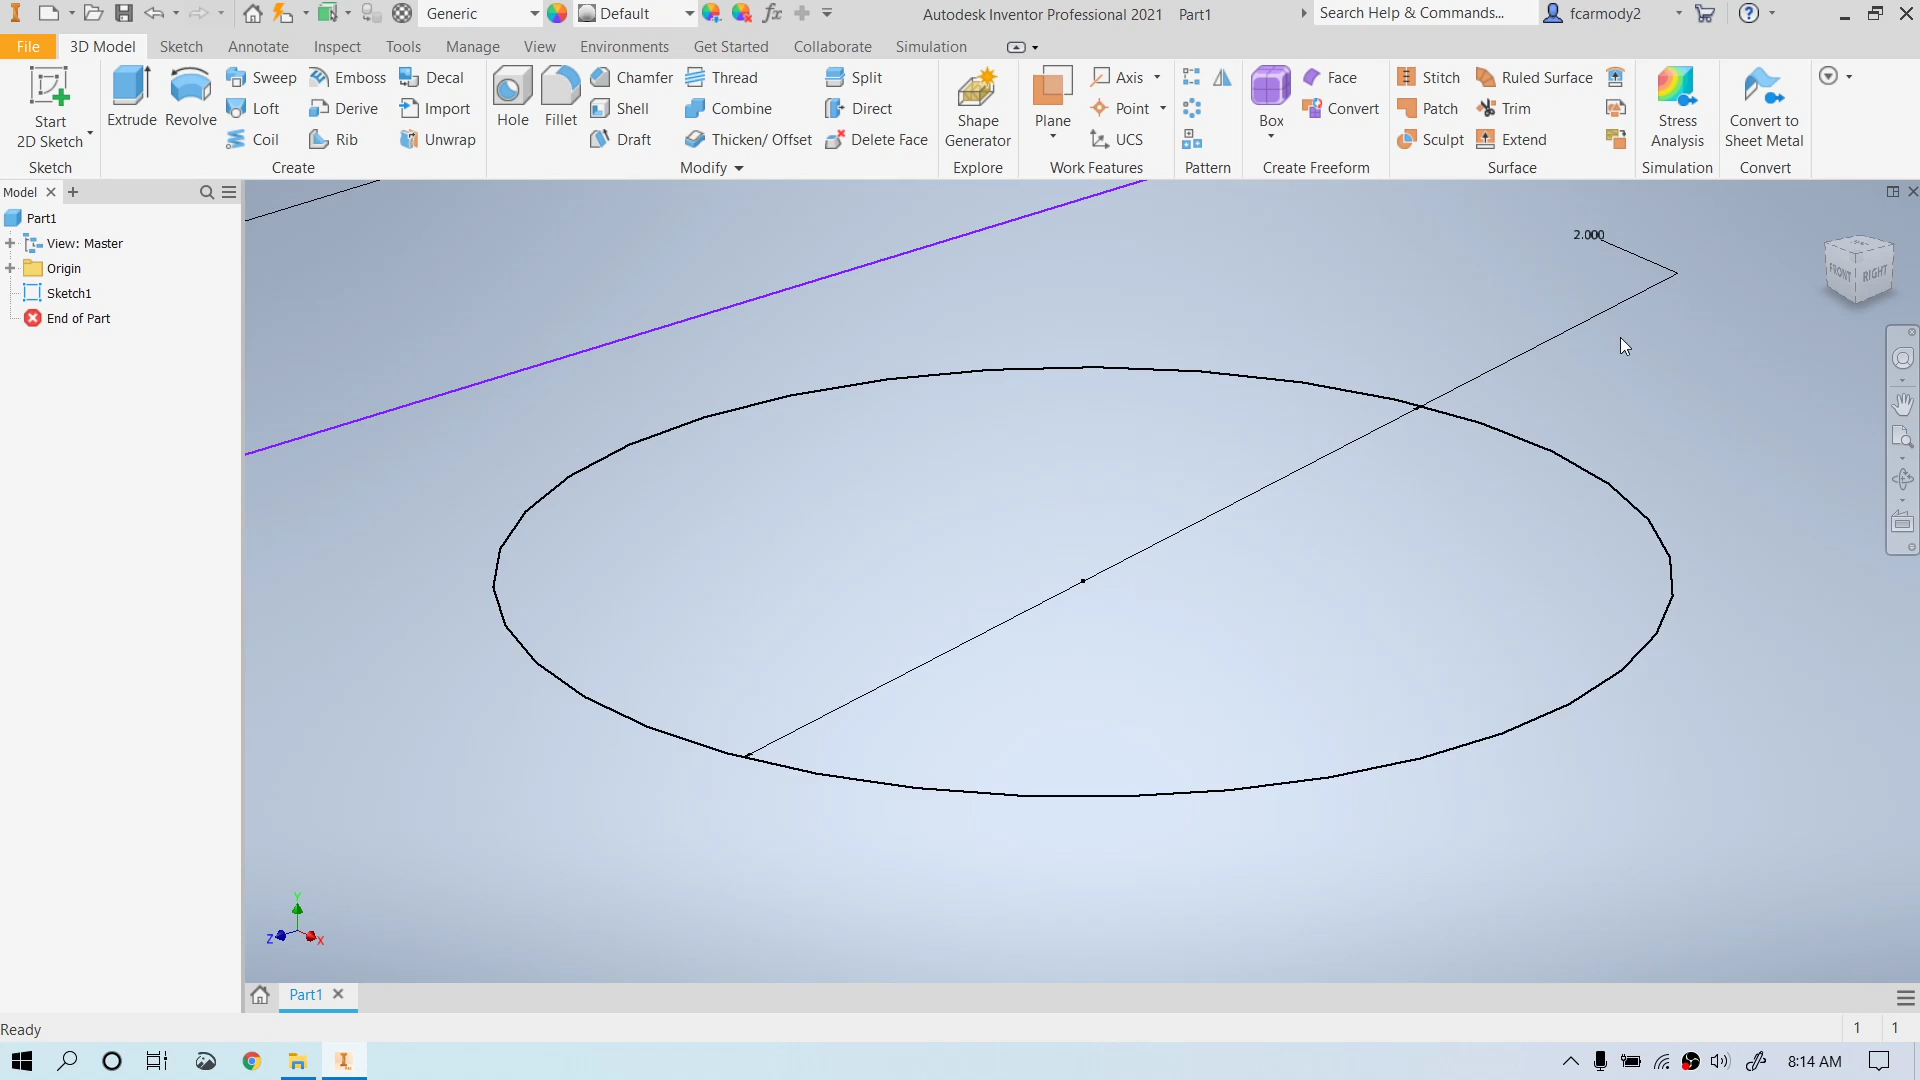 Generic
Default
Autodesk Inventor Professional 2021 Part1
Search Help & Commands...
fcarmody2
File
3D Model
Sketch
Annotate
Inspect
Tools
Manage
View
Environments
Get Started
Collaborate
Simulation
Start
2D Sketch
Sketch
Extrude
Revolve
Sweep
Loft
Coil
Emboss
Derive
Rib
Decal
Import
Unwrap
Create
Hole
Fillet
Chamfer
Shell
Draft
Thread
Combine
Thicken/ Offset
Split
Direct
Delete Face
Modify
Shape
Generator
Explore
Plane
Axis
Point
UCS
Work Features
Pattern
Box
Face
Convert
Create Freeform
Stitch
Patch
Sculpt
Ruled Surface
Trim
Extend
Surface
Stress
Analysis
Simulation
Convert to
Sheet Metal
Convert
Model
Part1
View: Master
Origin
Sketch1
End of Part
2.000
FRONT
RIGHT
Y
Z
X
Part1
Ready
1
1
8:14 AM